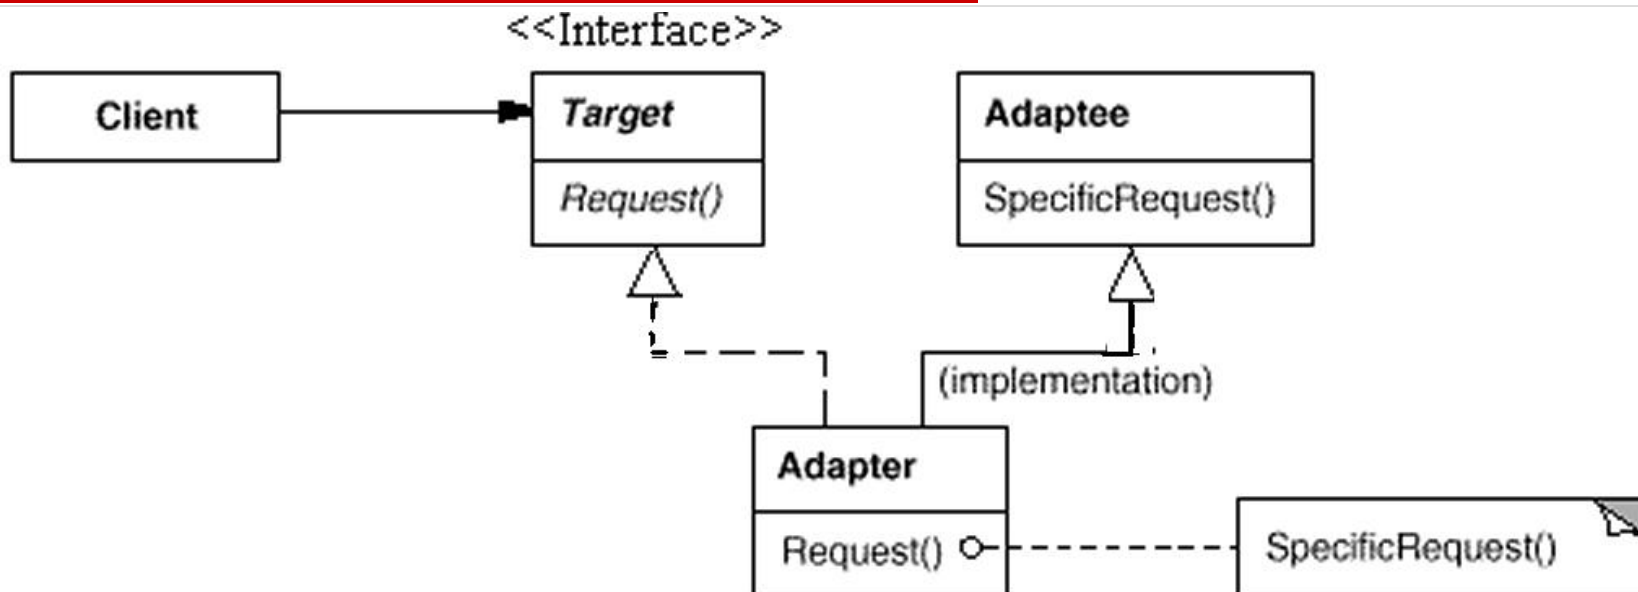 <<Interface>>
Client
Target
Adaptee
Request()
SpecificRequest()
(implementation)
Adapter
Request()
SpecificRequest()